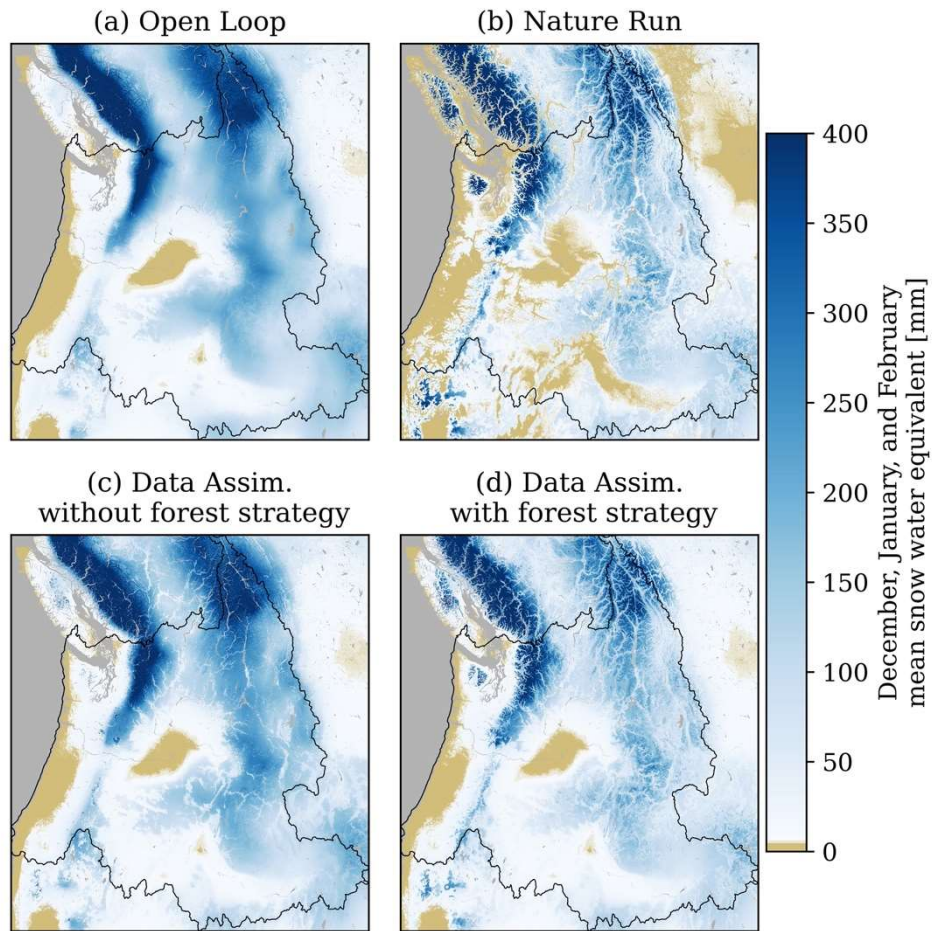 (a) Open Loop
(b) Nature Run
(c) Data Assim.
without forest strategy
(d) Data Assim.
with forest strategy
400
350
300
250
200
150
100
50
0
December, January, and February
mean snow water equivalent [mm]